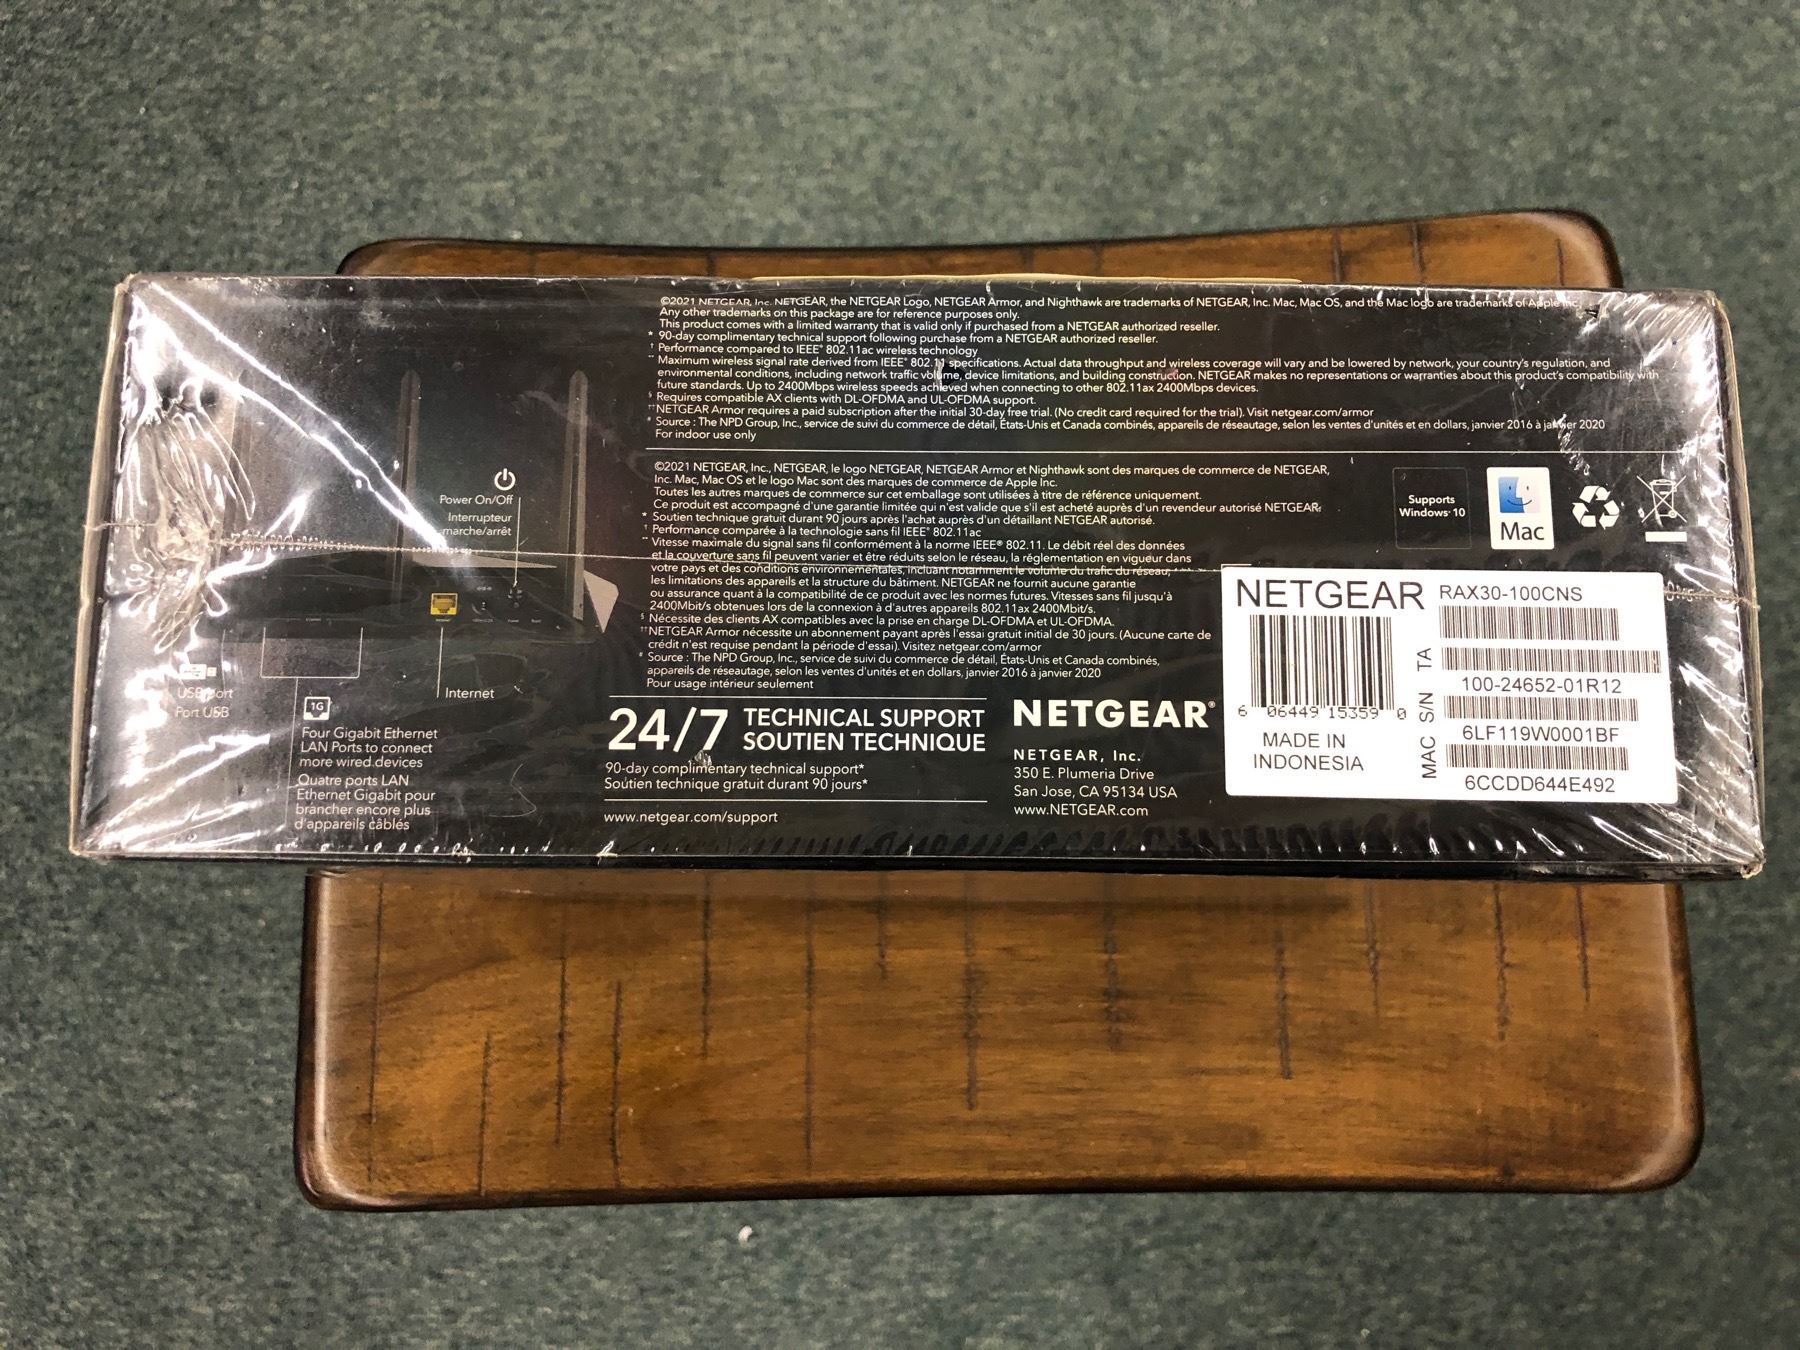 ©2021 NETGEAR, Inc. NETGEAR, the NETGEAR Logo, NETGEAR Armor, and Nighthawk are trademarks of NETGEAR, Inc. Mac, Mac OS, and the Mac logo are trademarks of Apple Inc.
Any other trademarks on this package are for reference purposes only.
This product comes with a limited warranty that is valid only if purchased from a NETGEAR authorized reseller.
* 90-day complimentary technical support following purchase from a NETGEAR authorized reseller.
† Performance compared to IEEE® 802.11ac wireless technology
** Maximum wireless signal rate derived from IEEE® 802.11 specifications. Actual data throughput and wireless coverage will vary and be lowered by network, your country's regulation, and
environmental conditions, including network traffic volume, device limitations, and building construction. NETGEAR makes no representations or warranties about this product's compatibility with
future standards. Up to 2400Mbps wireless speeds achieved when connecting to other 802.11ax 2400Mbps devices.
§ Requires compatible AX clients with DL-OFDMA and UL-OFDMA support.
††NETGEAR Armor requires a paid subscription after the initial 30-day free trial. (No credit card required for the trial). Visit netgear.com/armor
# Source : The NPD Group, Inc., service de suivi du commerce de détail, États-Unis et Canada combinés, appareils de réseautage, selon les ventes d'unités et en dollars, janvier 2016 à janvier 2020
For indoor use only
©2021 NETGEAR, Inc., NETGEAR, le logo NETGEAR, NETGEAR Armor et Nighthawk sont des marques de commerce de NETGEAR,
Inc. Mac, Mac OS et le logo Mac sont des marques de commerce de Apple Inc.
Toutes les autres marques de commerce sur cet emballage sont utilisées à titre de référence uniquement.
Ce produit est accompagné d'une garantie limitée qui n'est valide que s'il est acheté auprès d'un revendeur autorisé NETGEAR.
* Soutien technique gratuit durant 90 jours après l'achat auprès d'un détaillant NETGEAR autorisé.
† Performance comparée à la technologie sans fil IEEE® 802.11ac
** Vitesse maximale du signal sans fil conformément à la norme IEEE® 802.11. Le débit réel des données
et la couverture sans fil peuvent varier et être réduits selon le réseau, la réglementation en vigueur dans
votre pays et des conditions environnementales, incluant notamment le volume du trafic du réseau,
les limitations des appareils et la structure du bâtiment. NETGEAR ne fournit aucune garantie
ou assurance quant à la compatibilité de ce produit avec les normes futures. Vitesses sans fil jusqu'à
2400Mbit/s obtenues lors de la connexion à d'autres appareils 802.11ax 2400Mbit/s.
§ Nécessite des clients AX compatibles avec la prise en charge DL-OFDMA et UL-OFDMA.
††NETGEAR Armor nécessite un abonnement payant après l'essai gratuit initial de 30 jours. (Aucune carte de
crédit n'est requise pendant la période d'essai). Visitez netgear.com/armor
# Source : The NPD Group, Inc., service de suivi du commerce de détail, États-Unis et Canada combinés,
appareils de réseautage, selon les ventes d'unités et en dollars, janvier 2016 à janvier 2020
Pour usage intérieur seulement
Power On/Off
Interrupteur
marche/arrêt
USB port
Port USB
1G
Four Gigabit Ethernet
LAN Ports to connect
more wired devices
Quatre ports LAN
Ethernet Gigabit pour
brancher encore plus
d'appareils câblés
Internet
24/7 TECHNICAL SUPPORT
SOUTIEN TECHNIQUE
90-day complimentary technical support*
Soutien technique gratuit durant 90 jours*
www.netgear.com/support
NETGEAR®
NETGEAR, Inc.
350 E. Plumeria Drive
San Jose, CA 95134 USA
www.NETGEAR.com
Supports
Windows® 10
Mac
NETGEAR RAX30-100CNS
TA
100-24652-01R12
S/N
6LF119W0001BF
MAC
6CCDD644E492
6 06449 15359 0
MADE IN
INDONESIA